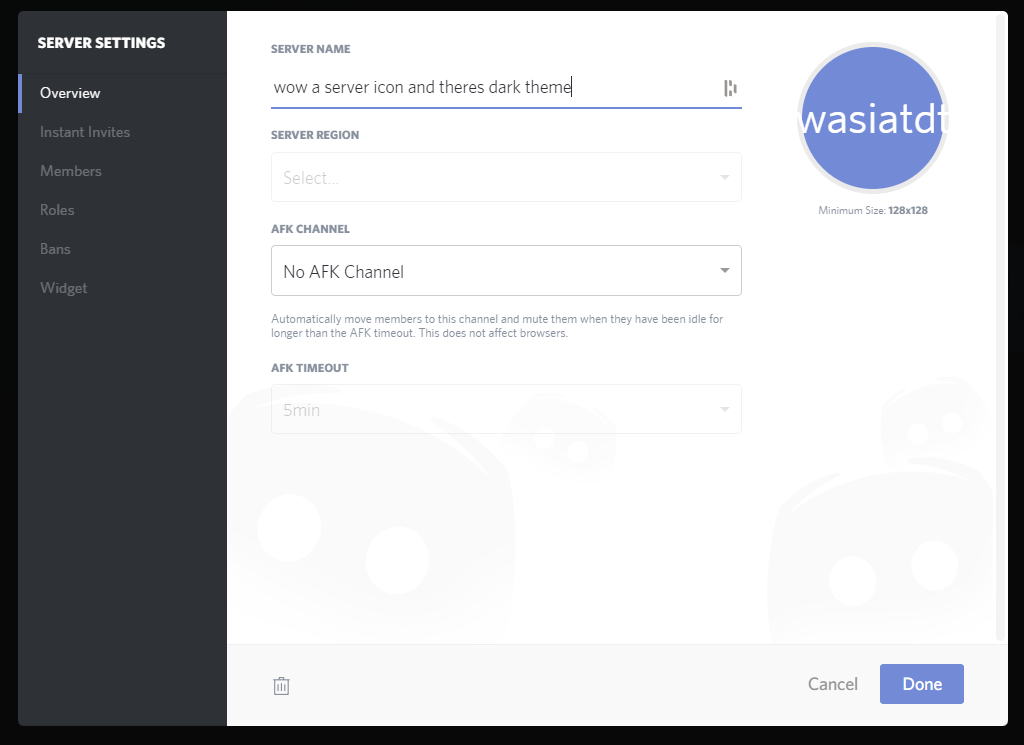 SERVER SETTINGS
Overview
Instant Invites
Members
Roles
Bans
Widget
SERVER NAME
wow a server icon and theres dark theme
SERVER REGION
Select...
AFK CHANNEL
No AFK Channel
Automatically move members to this channel and mute them when they have been idle for
longer than the AFK timeout. This does not affect browsers.
AFK TIMEOUT
5min
wasiatdt
Minimum Size: 128x128
Cancel
Done